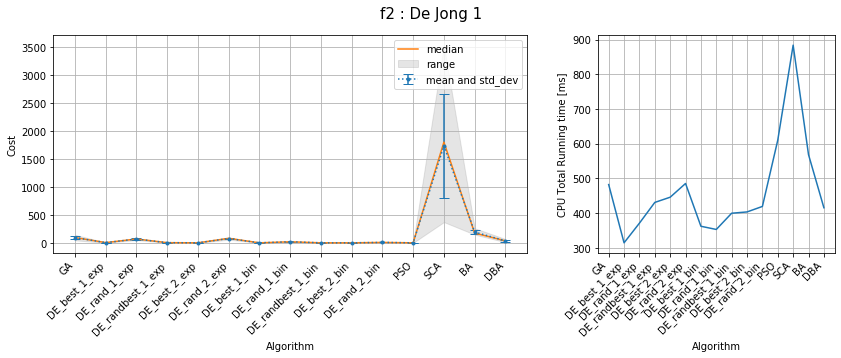 f2 : De Jong 1
3500
3000
2500
2000
1500
1000
500
0
Cost
median
range
mean and std_dev
GA
DE_best_1_exp
DE_rand_1_exp
DE_randbest_1_exp
DE_best_2_exp
DE_rand_2_exp
DE_best_1_bin
DE_rand_1_bin
DE_randbest_1_bin
DE_best_2_bin
DE_rand_2_bin
PSO
SCA
BA
DBA
Algorithm
900
800
700
600
500
400
300
CPU Total Running time [ms]
GA
DE_best_1_exp
DE_rand_1_exp
DE_randbest_1_exp
DE_best_2_exp
DE_rand_2_exp
DE_best_1_bin
DE_rand_1_bin
DE_randbest_1_bin
DE_best_2_bin
DE_rand_2_bin
PSO
SCA
BA
DBA
Algorithm